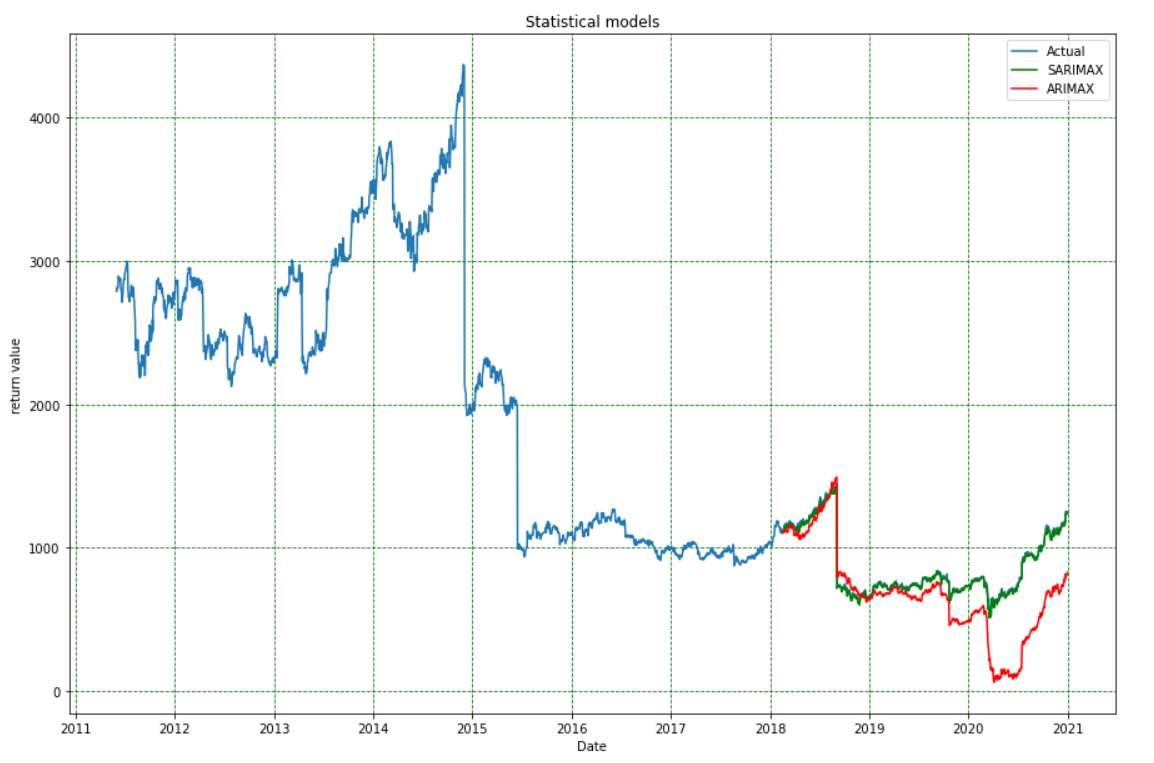 Statistical models
Actual
SARIMAX
ARIMAX
return value
4000
3000
2000
1000
0
2011 2012 2013 2014 2015 2016 2017 2018 2019 2020 2021
Date